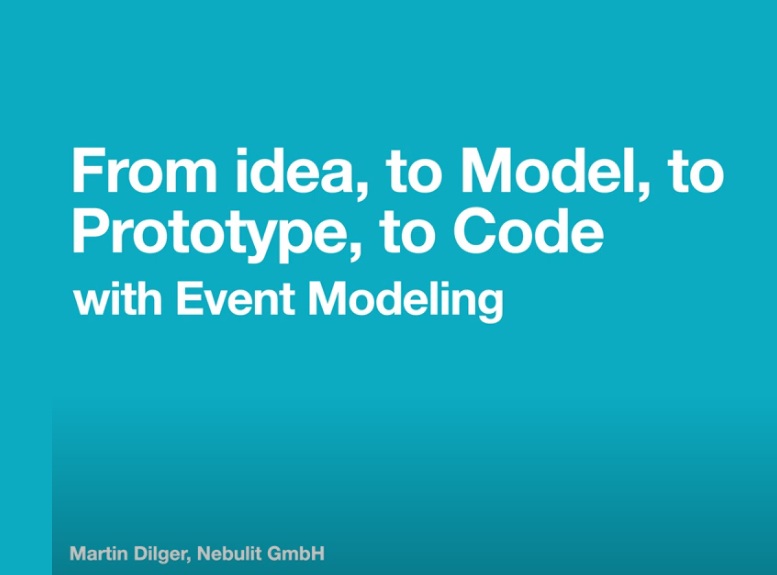 From idea, to Model, to
Prototype, to Code
with Event Modeling
Martin Dilger, Nebulit GmbH